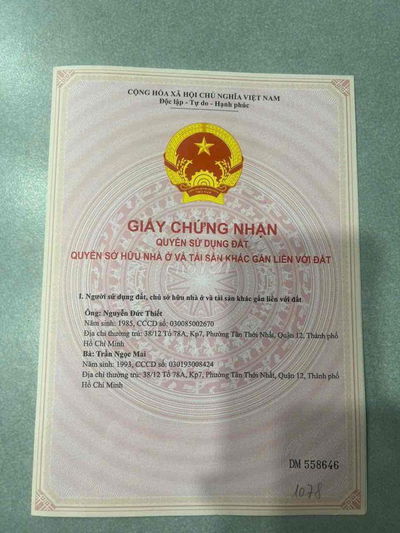 CỘNG HÒA XÃ HỘI CHỦ NGHĨA VIỆT NAM
Độc lập - Tự do - Hạnh phúc
GIẤY CHỨNG NHẬN
QUYỀN SỬ DỤNG ĐẤT
QUYỀN SỞ HỮU NHÀ Ở VÀ TÀI SẢN KHÁC GẮN LIỀN VỚI ĐẤT
I. Người sử dụng đất, chủ sở hữu nhà ở và tài sản khác gắn liền với đất
Ông: Nguyễn Đức Thiết
Năm sinh: 1985, CCCD số: 030085002670
Địa chỉ thường trú: 38/12 Tổ 78A, Kp7, Phường Tân Thới Nhất, Quận 12, Thành phố
Hồ Chí Minh
Bà: Trần Ngọc Mai
Năm sinh: 1993, CCCD số: 030193008424
Địa chỉ thường trú: 38/12 Tổ 78A, Kp7, Phường Tân Thới Nhất, Quận 12, Thành phố
Hồ Chí Minh
DM 558646
1078